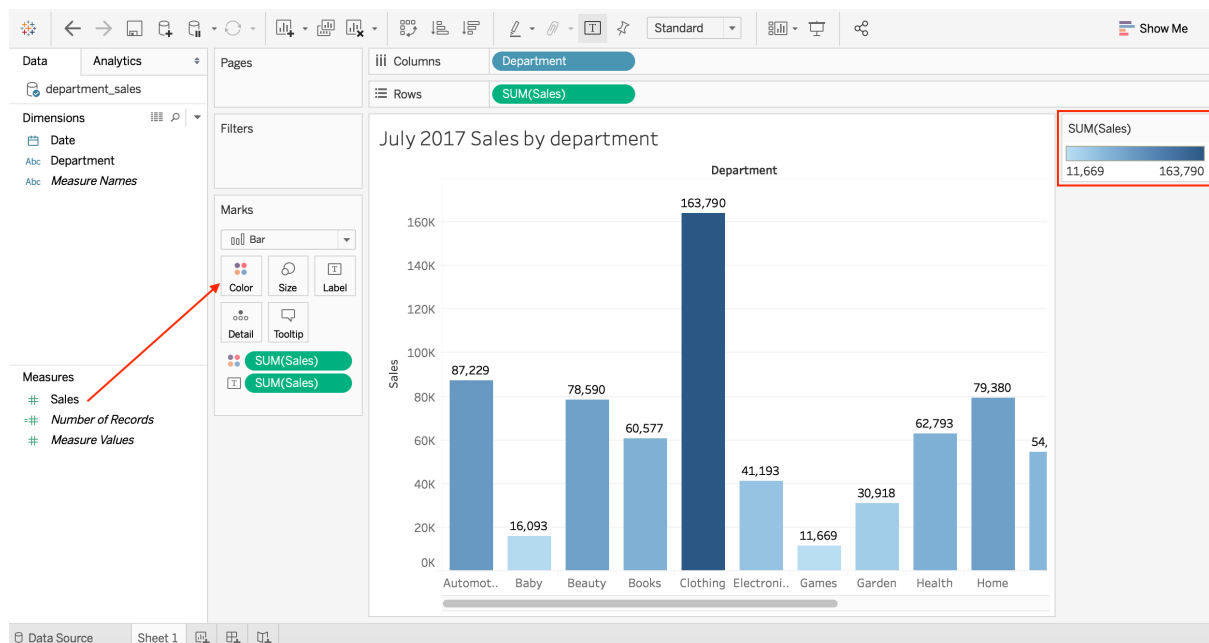 Standard
Show Me
Data Analytics
department_sales
Dimensions
Date
Abc Department
Abc Measure Names
Measures
Sales
Number of Records
Measure Values
Pages
Filters
Marks
Bar
Color Size Label
Detail Tooltip
SUM(Sales)
SUM(Sales)
Columns Department
Rows SUM(Sales)
July 2017 Sales by department
Department
Sales
160K
140K
120K
100K
80K
60K
40K
20K
0K
87,229
16,093
78,590
60,577
163,790
41,193
11,669
30,918
62,793
79,380
54,
Automot.. Baby Beauty Books Clothing Electroni.. Games Garden Health Home
SUM(Sales)
11,669 163,790
Data Source Sheet 1